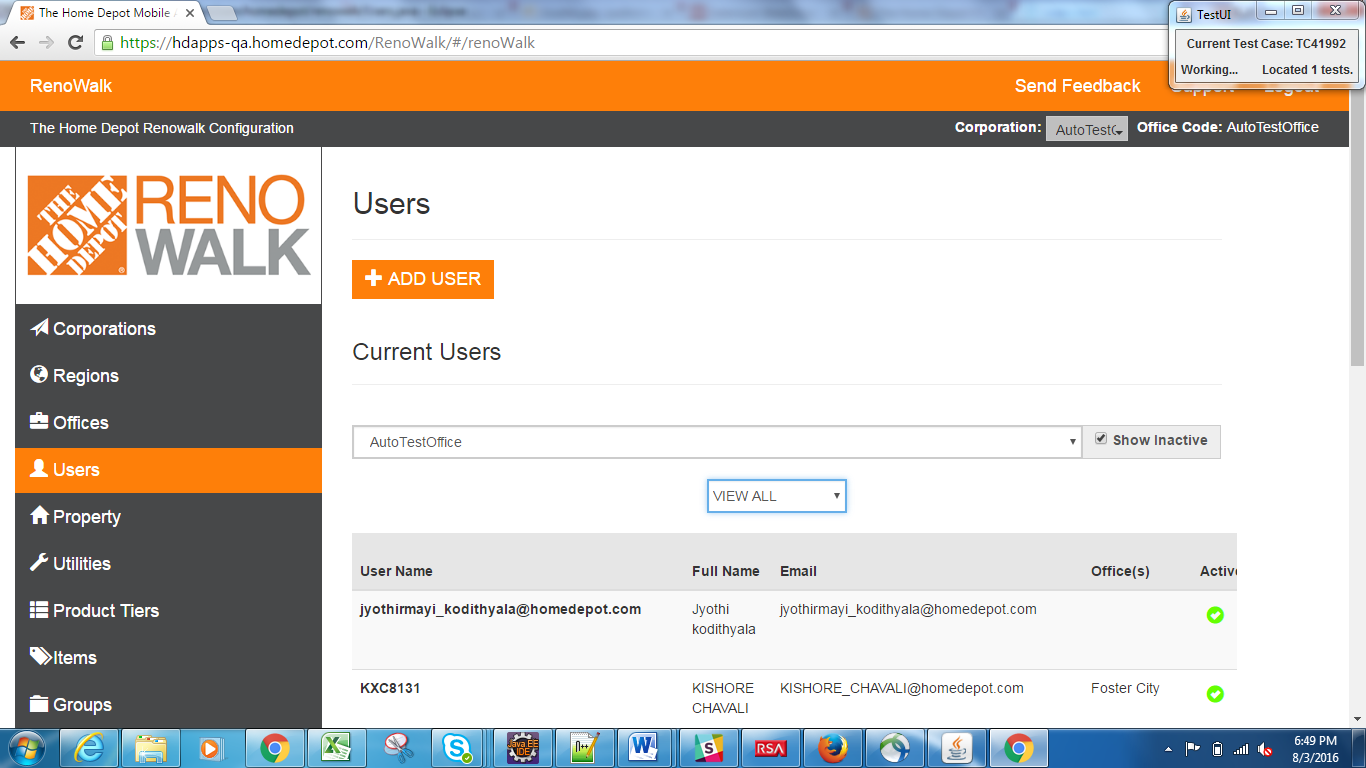 The Home Depot Mobile
TestUI
https://hdapps-qa.homedepot.com/RenoWalk/#/renoWalk
Current Test Case: TC41992
Working... Located 1 tests.
RenoWalk
Send Feedback
The Home Depot Renowalk Configuration
Corporation: AutoTest Office Code: AutoTestOffice
THE HOME DEPOT
RENO
WALK
Corporations
Regions
Offices
Users
Property
Utilities
Product Tiers
Items
Groups
Users
ADD USER
Current Users
AutoTestOffice
Show Inactive
VIEW ALL
User Name Full Name Email Office(s) Active
jyothirmayi_kodithyala@homedepot.com Jyothi jyothirmayi_kodithyala@homedepot.com
kodithyala
KXC8131 KISHORE KISHORE_CHAVALI@homedepot.com Foster City
CHAVALI
Java EE
IDE
RSA
6:49 PM
8/3/2016